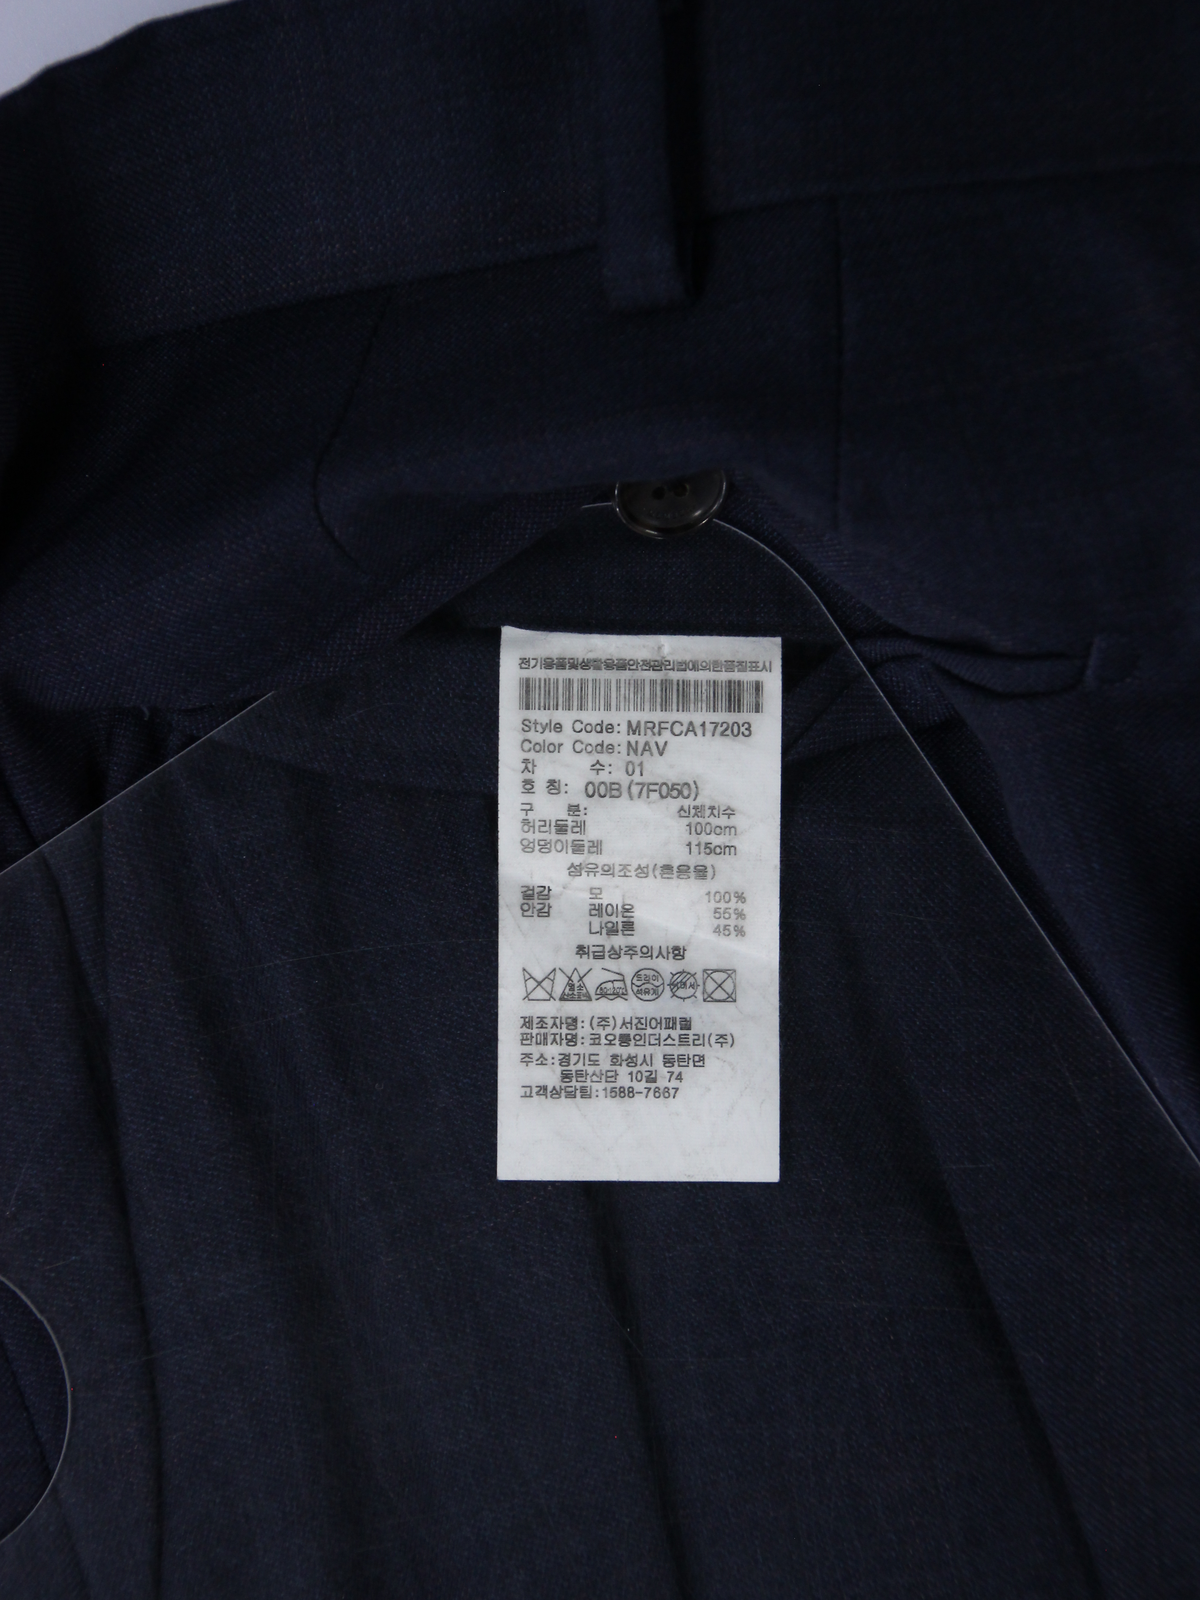 전기용품및생활용품안전관리법에의한품질표시
Style Code: MRFCA17203
Color Code: NAV
차 수: 01
호 칭: 00B(7F050)
구 분: 신체치수
허리둘레 100cm
엉덩이둘레 115cm
섬유의조성(혼용율)
겉감 모 100%
안감 레이온 55%
나일론 45%
취급상주의사항
드라이
석유계
제조자명:(주)서진어패럴
판매자명:코오롱인더스트리(주)
주소:경기도 화성시 동탄면
동탄산단 10길 74
고객상담팀:1588-7667